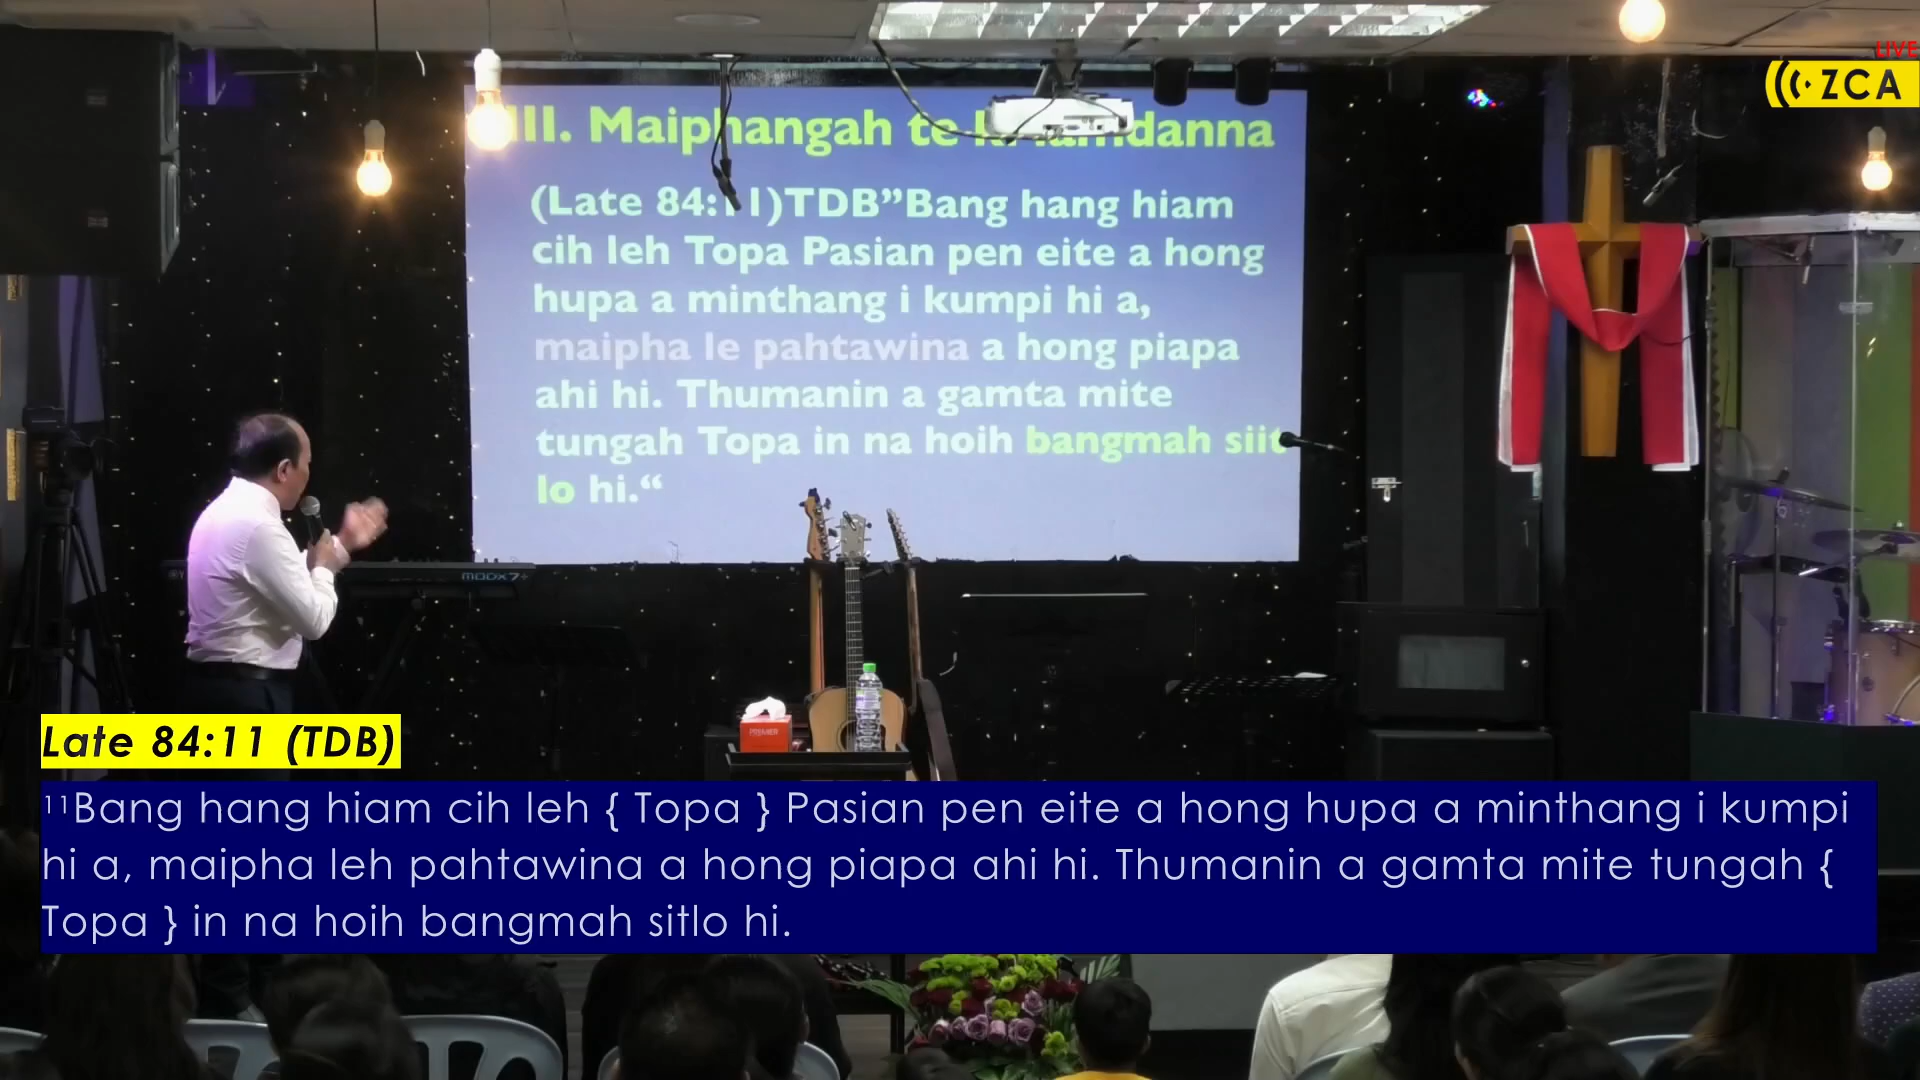 LIVE
ZCA
III. Maiphangah te danna
(Late 84:11)TDB”Bang hang hiam
cih leh Topa Pasian pen eite a hong
hupa a minthang i kumpi hi a,
maipha le pahtawina a hong piapa
ahi hi. Thumanin a gamta mite
tungah Topa in na hoih bangmah siit
lo hi.“
MODX7+
PREMIER
Late 84:11 (TDB)
¹¹Bang hang hiam cih leh { Topa } Pasian pen eite a hong hupa a minthang i kumpi
hi a, maipha leh pahtawina a hong piapa ahi hi. Thumanin a gamta mite tungah {
Topa } in na hoih bangmah sitlo hi.